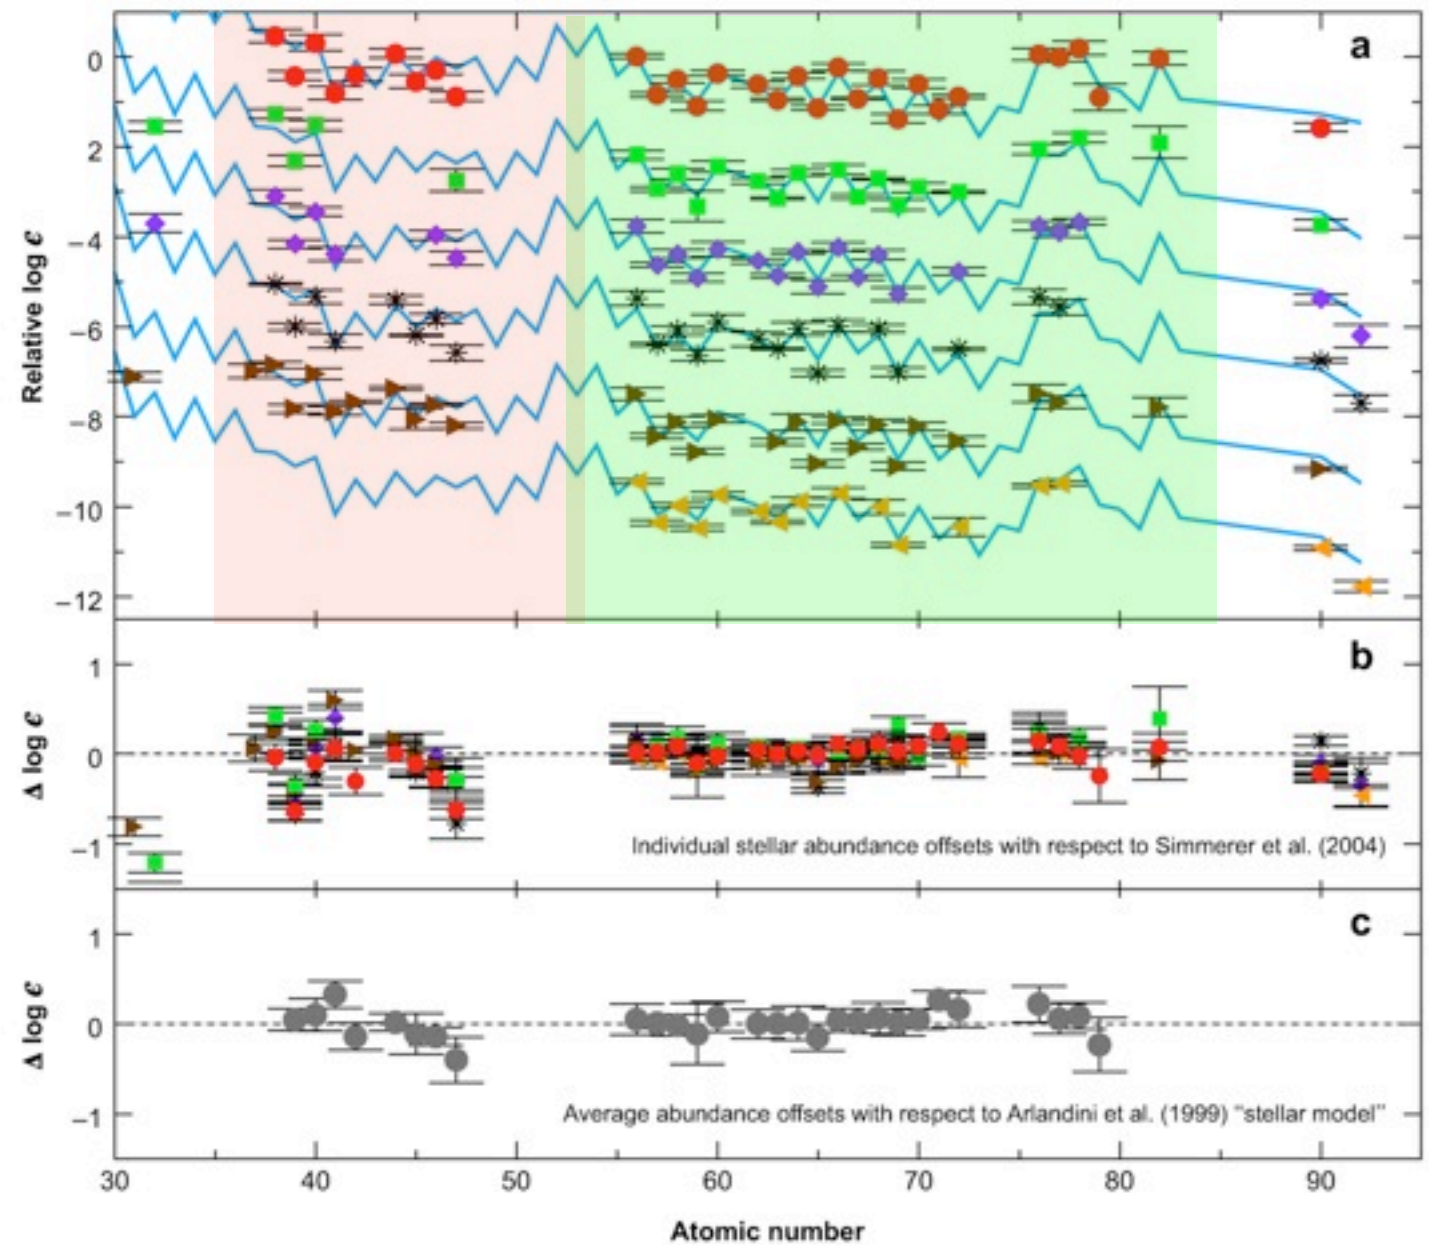 a
0
2
−4
−6
−8
−10
−12
Relative log ϵ
b
1
0
−1
Δ log ϵ
Individual stellar abundance offsets with respect to Simmerer et al. (2004)
c
1
0
−1
Δ log ϵ
Average abundance offsets with respect to Arlandini et al. (1999) "stellar model"
30 40 50 60 70 80 90
Atomic number